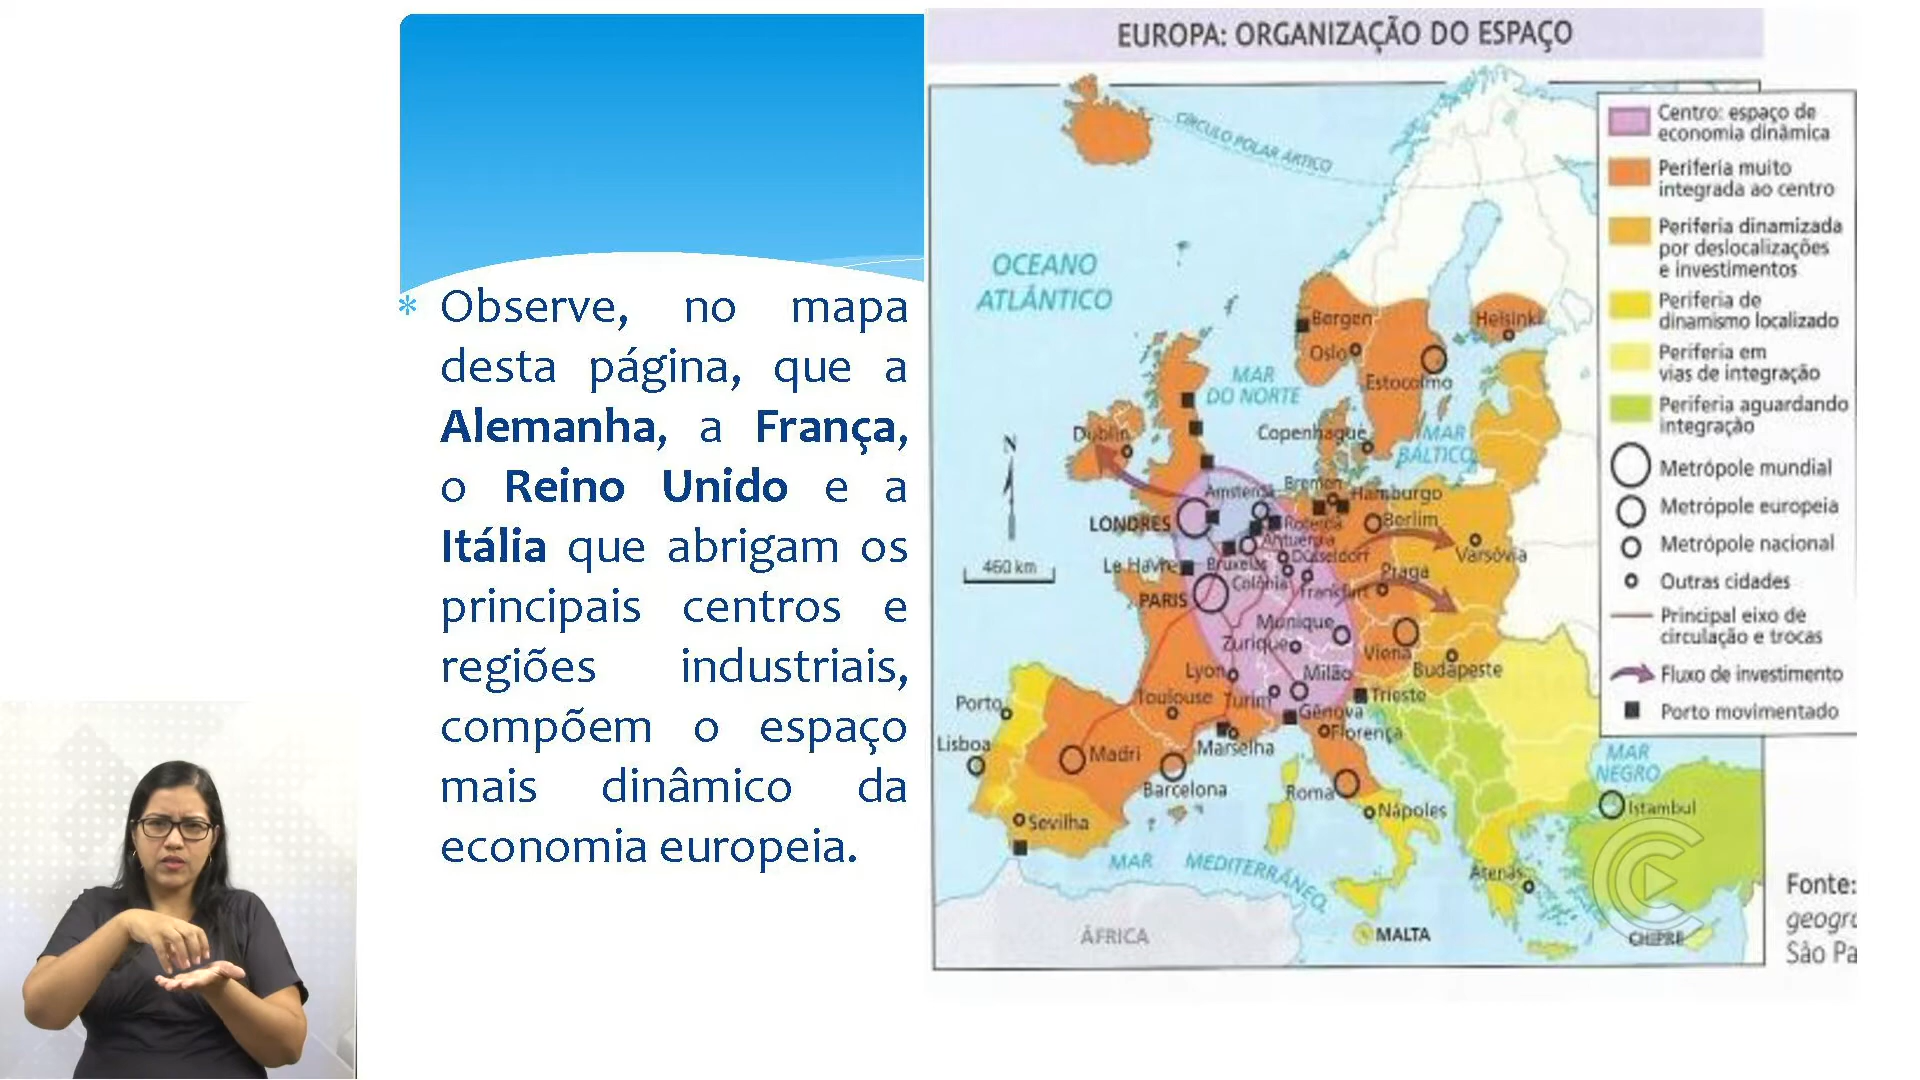 * Observe, no mapa
desta página, que a
Alemanha, a França,
o Reino Unido e a
Itália que abrigam os
principais centros e
regiões industriais,
compõem o espaço
mais dinâmico da
economia europeia.
EUROPA: ORGANIZAÇÃO DO ESPAÇO
CÍRCULO POLAR ÁRTICO
OCEANO
ATLÂNTICO
Bergen
Helsinki
Oslo
Estocolmo
MAR
DO NORTE
N
Dublin
Copenhague
MAR
BÁLTICO
Bremen
Hamburgo
LONDRES
Berlim
Antuérpia
Düsseldorf
Varsóvia
460 km
Le Havre
Bruxelas
Colônia
Frankfurt
Praga
PARIS
Munique
Zurique
Viena
Budapeste
Lyon
Milão
Porto
Toulouse
Turim
Trieste
Gênova
Florença
Lisboa
Madri
Marselha
Barcelona
Roma
Nápoles
Sevilha
MAR
NEGRO
Istambul
MAR MEDITERRÂNEO
Atenas
ÁFRICA
MALTA
CHIPRE
Centro: espaço de
economia dinâmica
Periferia muito
integrada ao centro
Periferia dinamizada
por deslocalizações
e investimentos
Periferia de
dinamismo localizado
Periferia em
vias de integração
Periferia aguardando
integração
Metrópole mundial
Metrópole europeia
Metrópole nacional
Outras cidades
Principal eixo de
circulação e trocas
Fluxo de investimento
Porto movimentado
Fonte:
geogra
São Pa